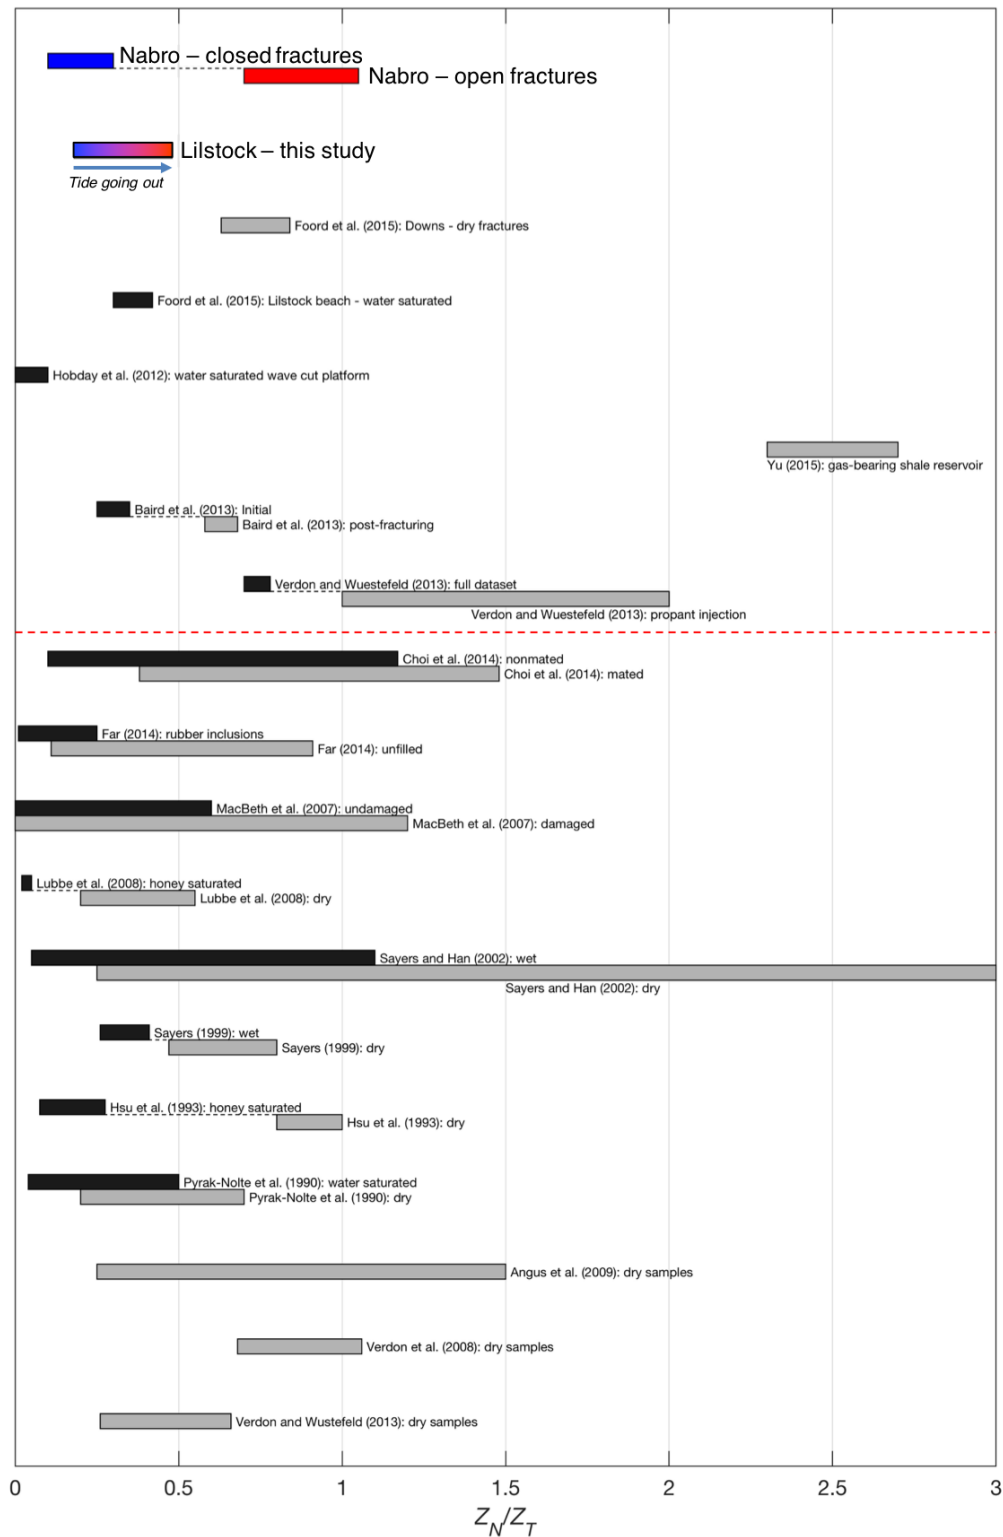 Nabro – closed fractures
Nabro – open fractures
Lilstock – this study
Tide going out
Foord et al. (2015): Downs - dry fractures
Foord et al. (2015): Lilstock beach - water saturated
Hobday et al. (2012): water saturated wave cut platform
Yu (2015): gas-bearing shale reservoir
Baird et al. (2013): Initial
Baird et al. (2013): post-fracturing
Verdon and Wuestefeld (2013): full dataset
Verdon and Wuestefeld (2013): propant injection
Choi et al. (2014): nonmated
Choi et al. (2014): mated
Far (2014): rubber inclusions
Far (2014): unfilled
MacBeth et al. (2007): undamaged
MacBeth et al. (2007): damaged
Lubbe et al. (2008): honey saturated
Lubbe et al. (2008): dry
Sayers and Han (2002): wet
Sayers and Han (2002): dry
Sayers (1999): wet
Sayers (1999): dry
Hsu et al. (1993): honey saturated
Hsu et al. (1993): dry
Pyrak-Nolte et al. (1990): water saturated
Pyrak-Nolte et al. (1990): dry
Angus et al. (2009): dry samples
Verdon et al. (2008): dry samples
Verdon and Wustefeld (2013): dry samples
0 0.5 1 1.5 2 2.5 3
Z_N/Z_T